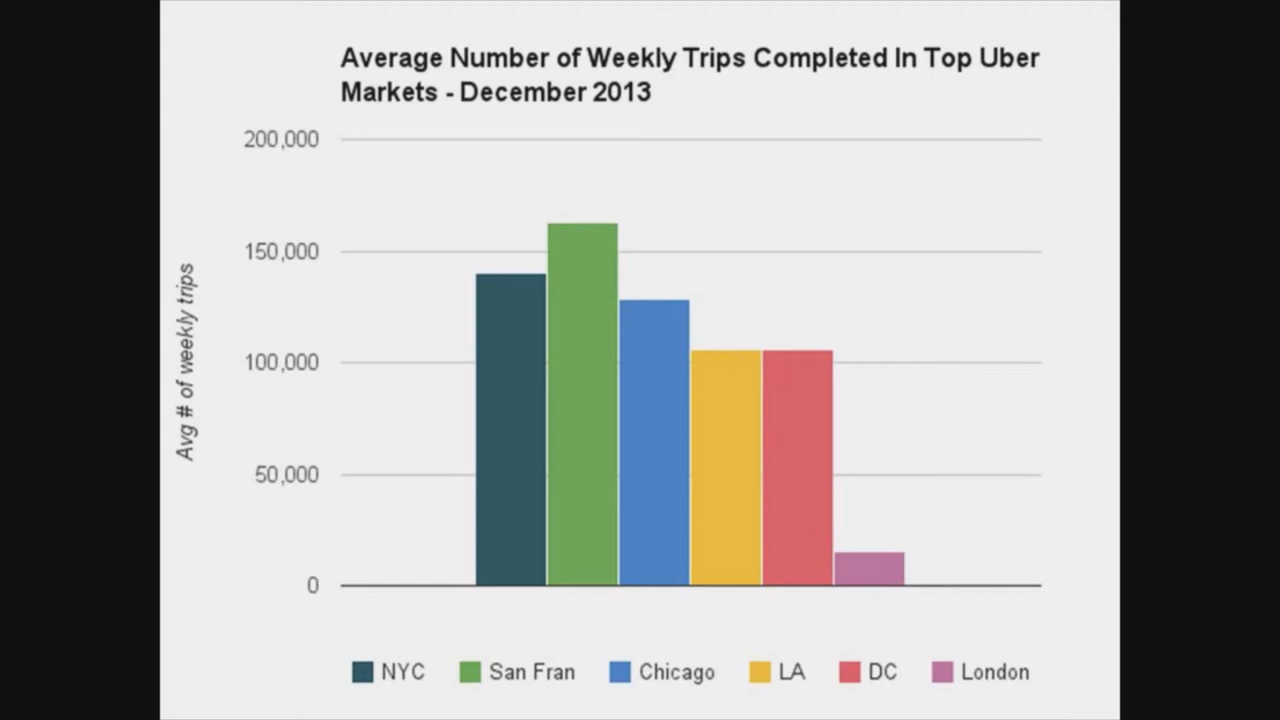 Average Number of Weekly Trips Completed In Top Uber
Markets - December 2013
200,000
150,000
100,000
50,000
0
Avg # of weekly trips
NYC
San Fran
Chicago
LA
DC
London